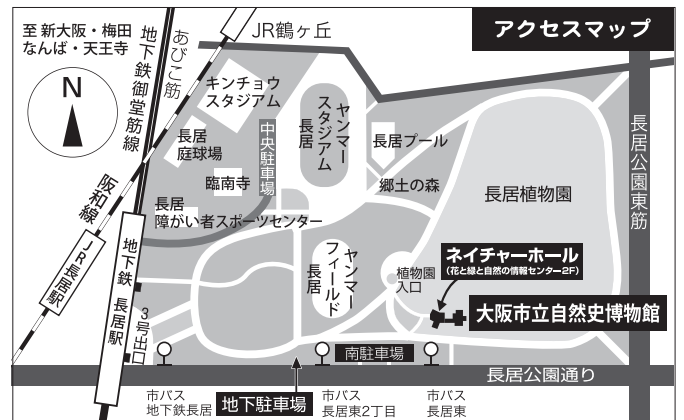 アクセスマップ
至 新大阪・梅田
なんば・天王寺
N
地下鉄御堂筋線
あびこ筋
JR鶴ヶ丘
キンチョウ
スタジアム
長居
庭球場
中央駐車場
臨南寺
長居
障がい者スポーツセンター
ヤンマー
スタジアム
長居
長居プール
郷土の森
長居植物園
長居公園東筋
阪和線
JR長居駅
地下鉄 長居駅
3号出口
ヤンマー
フィールド
長居
植物園
入口
ネイチャーホール
(花と緑と自然の情報センター2F)
大阪市立自然史博物館
南駐車場
長居公園通り
市バス
地下鉄長居
地下駐車場
市バス
長居東2丁目
市バス
長居東